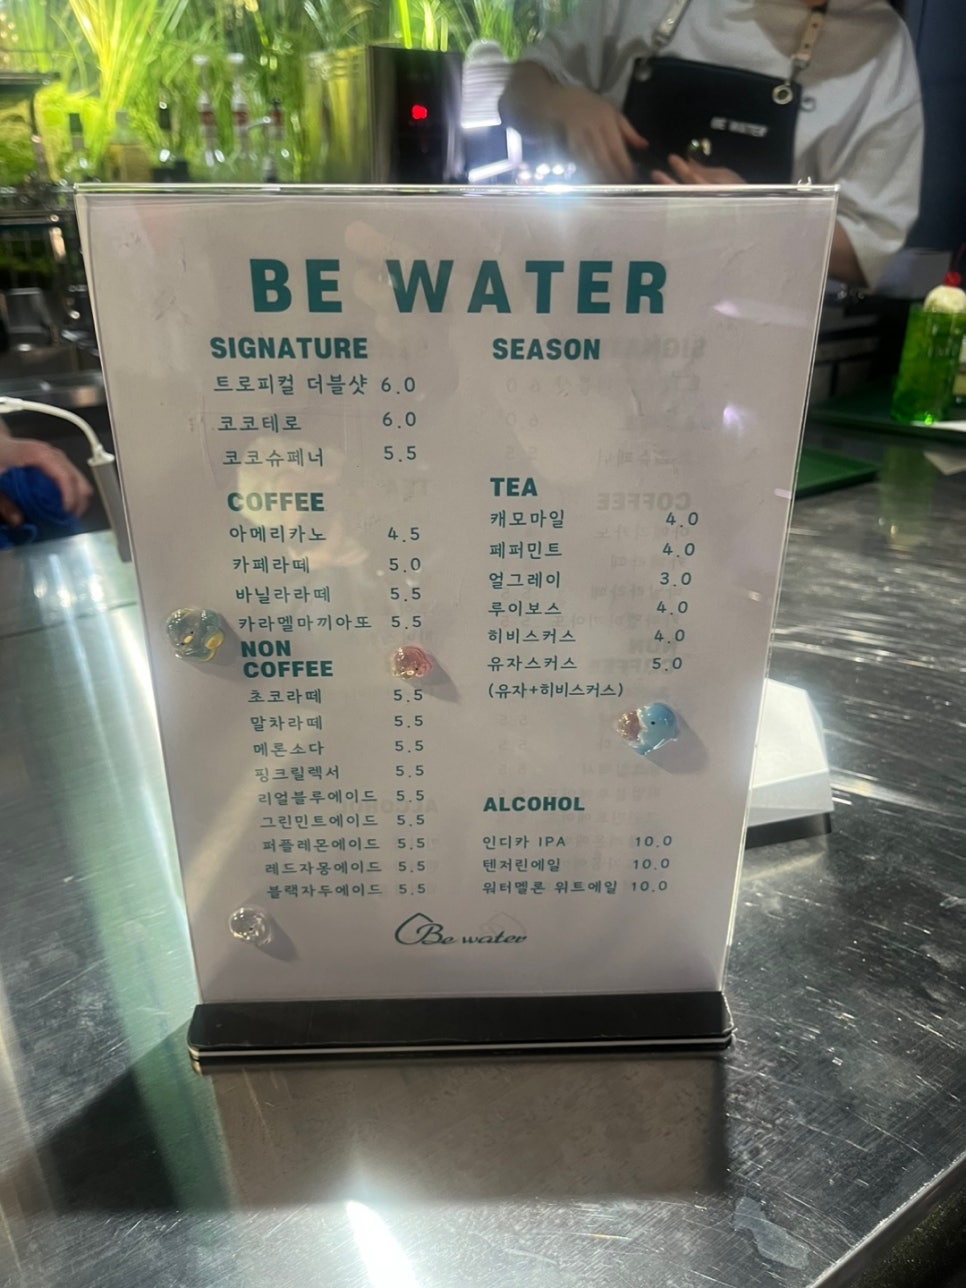 BE WATER
BE WATER
SIGNATURE
트로피컬 더블샷 6.0
코코테로 6.0
코코슈페너 5.5
COFFEE
아메리카노 4.5
카페라떼 5.0
바닐라라떼 5.5
카라멜마끼아또 5.5
NON
COFFEE
초코라떼 5.5
말차라떼 5.5
메론소다 5.5
핑크릴렉서 5.5
리얼블루에이드 5.5
그린민트에이드 5.5
퍼플레몬에이드 5.5
레드자몽에이드 5.5
블랙자두에이드 5.5
SEASON
TEA
캐모마일 4.0
페퍼민트 4.0
얼그레이 3.0
루이보스 4.0
히비스커스 4.0
유자스커스 5.0
(유자+히비스커스)
ALCOHOL
인디카 IPA 10.0
텐저린에일 10.0
워터멜론 위트에일 10.0
Be water